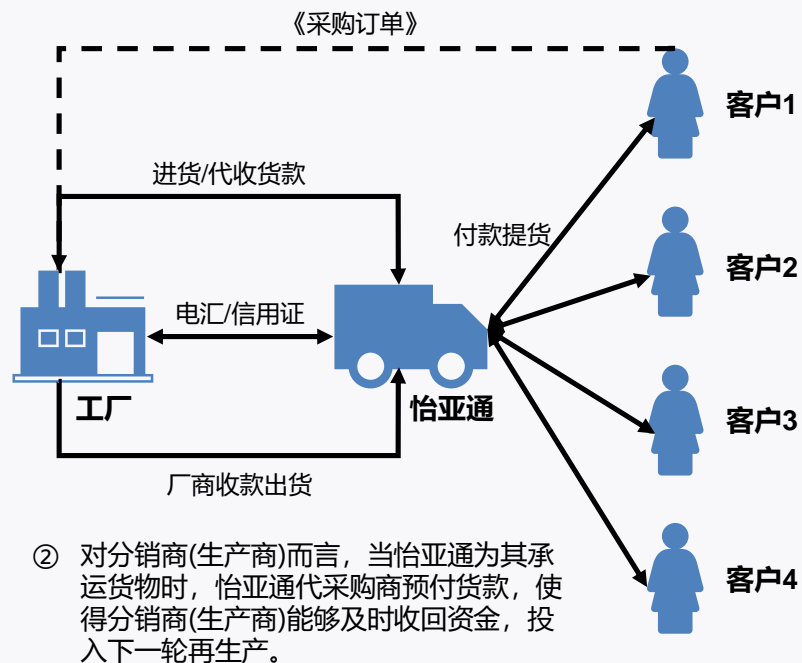 《采购订单》
客户1
进货/代收货款
付款提货
客户2
电汇/信用证
工厂
怡亚通
客户3
厂商收款出货
② 对分销商(生产商)而言，当怡亚通为其承
运货物时，怡亚通代采购商预付货款，使
得分销商(生产商)能够及时收回资金，投
入下一轮再生产。
客户4